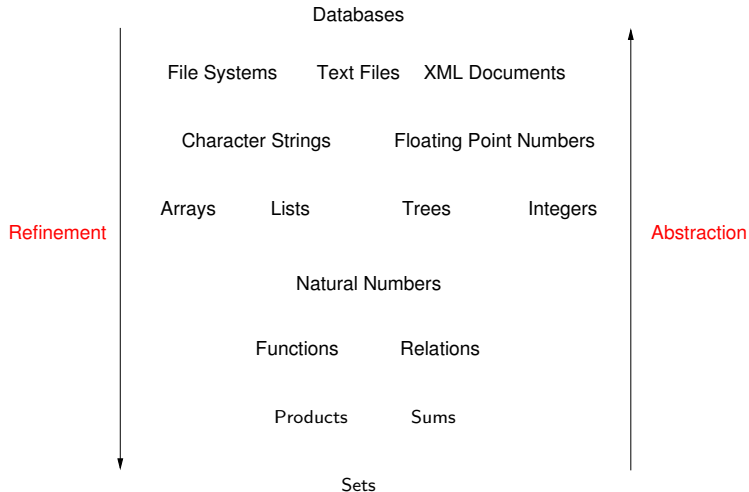 Databases
File Systems Text Files XML Documents
Character Strings Floating Point Numbers
Arrays Lists Trees Integers
Refinement Abstraction
Natural Numbers
Functions Relations
Products Sums
Sets